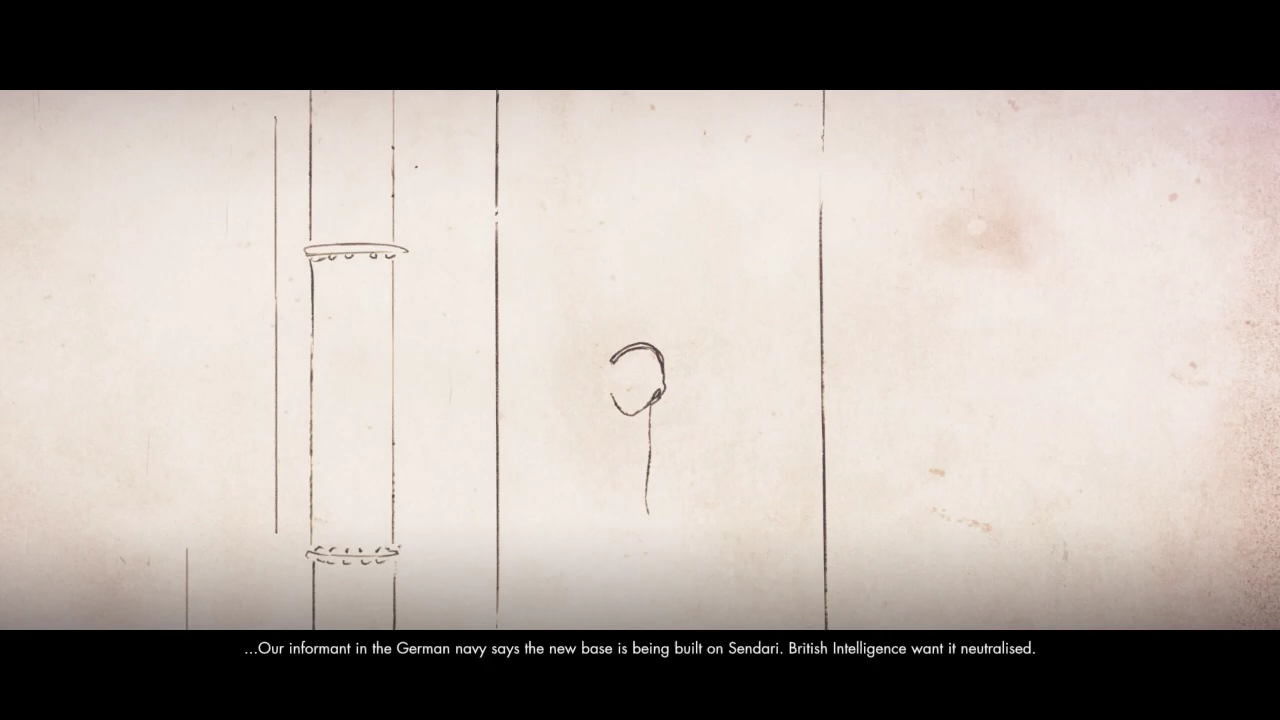 ...Our informant in the German navy says the new base is being built on Sendari. British Intelligence want it neutralised.